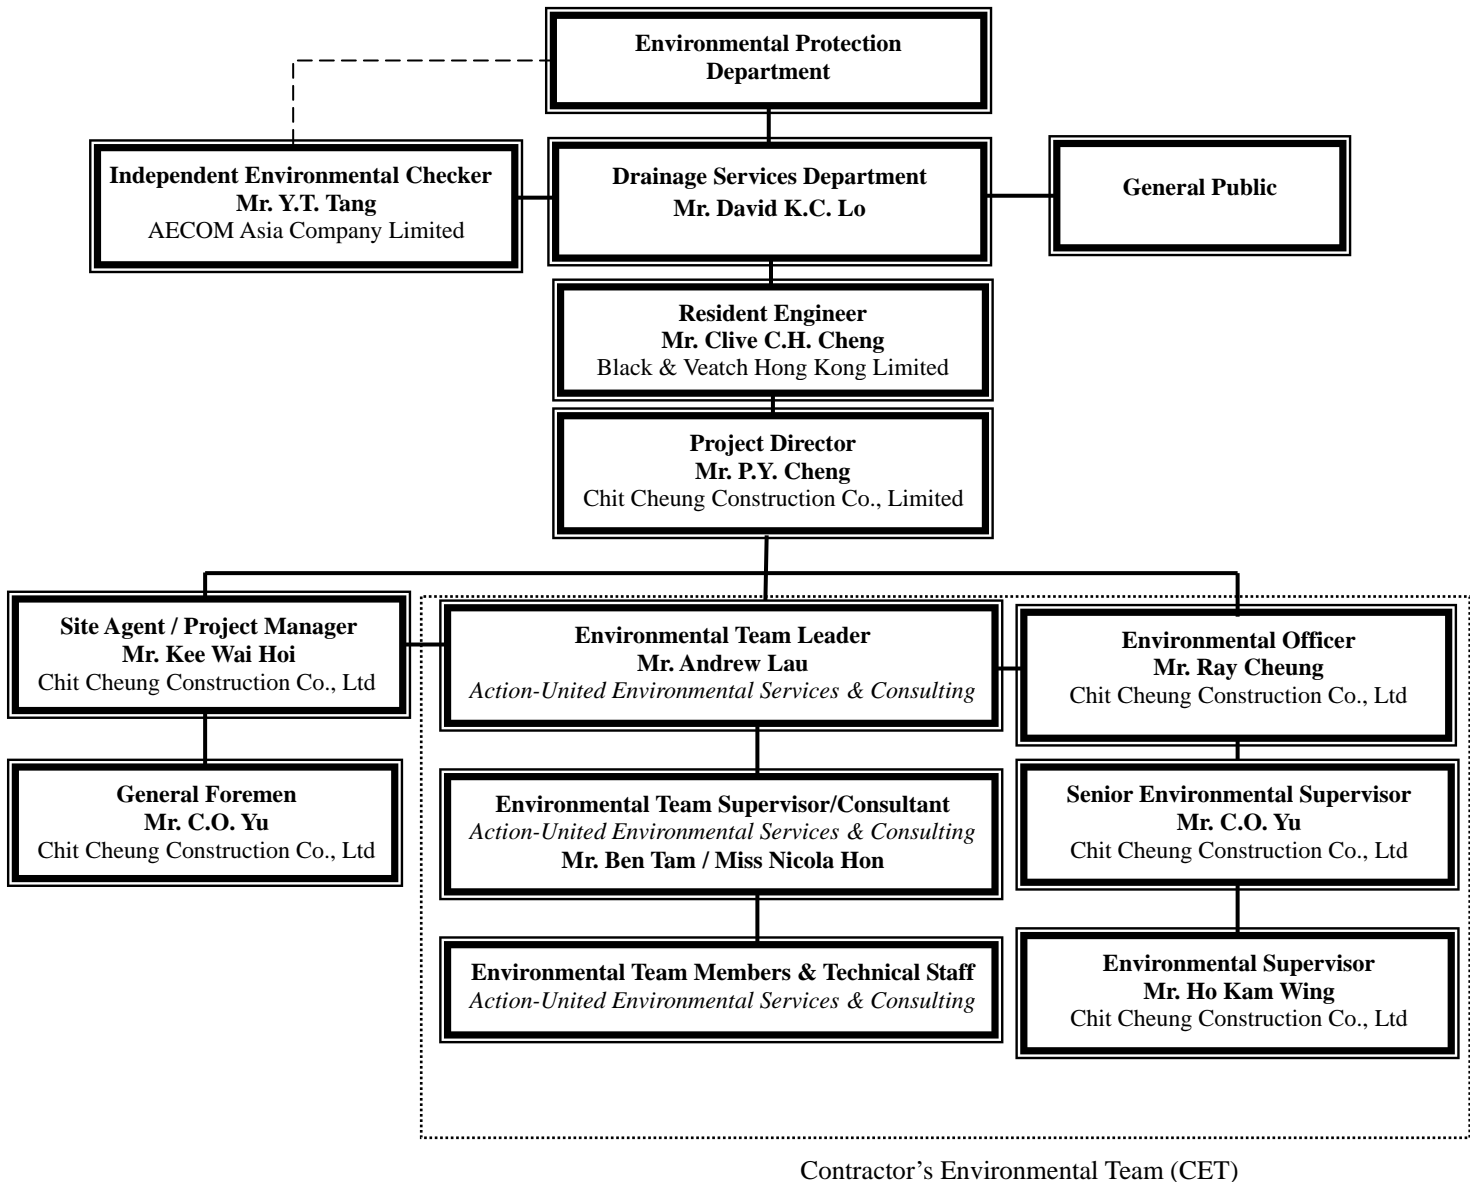 Environmental Protection
Department
Independent Environmental Checker
Mr. Y.T. Tang
AECOM Asia Company Limited
Drainage Services Department
Mr. David K.C. Lo
General Public
Resident Engineer
Mr. Clive C.H. Cheng
Black & Veatch Hong Kong Limited
Project Director
Mr. P.Y. Cheng
Chit Cheung Construction Co., Limited
Site Agent / Project Manager
Mr. Kee Wai Hoi
Chit Cheung Construction Co., Ltd
Environmental Team Leader
Mr. Andrew Lau
Action-United Environmental Services & Consulting
Environmental Officer
Mr. Ray Cheung
Chit Cheung Construction Co., Ltd
General Foremen
Mr. C.O. Yu
Chit Cheung Construction Co., Ltd
Environmental Team Supervisor/Consultant
Action-United Environmental Services & Consulting
Mr. Ben Tam / Miss Nicola Hon
Senior Environmental Supervisor
Mr. C.O. Yu
Chit Cheung Construction Co., Ltd
Environmental Team Members & Technical Staff
Action-United Environmental Services & Consulting
Environmental Supervisor
Mr. Ho Kam Wing
Chit Cheung Construction Co., Ltd
Contractor’s Environmental Team (CET)